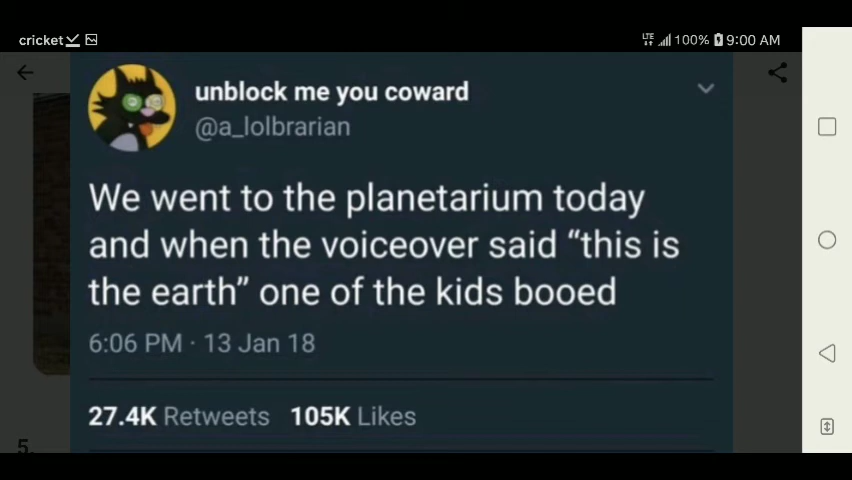 cricket LTE 100% 9:00 AM
unblock me you coward
@a_lolbrarian
We went to the planetarium today
and when the voiceover said “this is
the earth” one of the kids booed
6:06 PM · 13 Jan 18
27.4K Retweets 105K Likes
5.